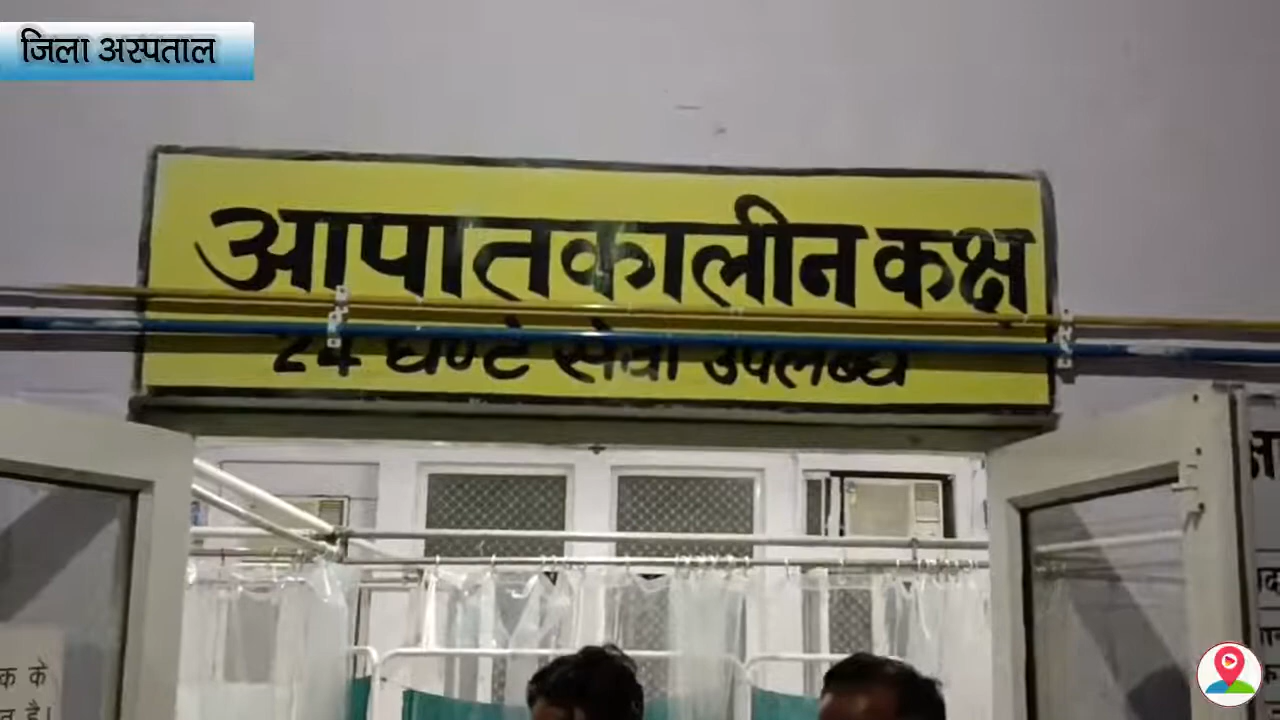 जिला अस्पताल
आपातकालीन कक्ष
24 घण्टे सेवा उपलब्ध
क के
है।